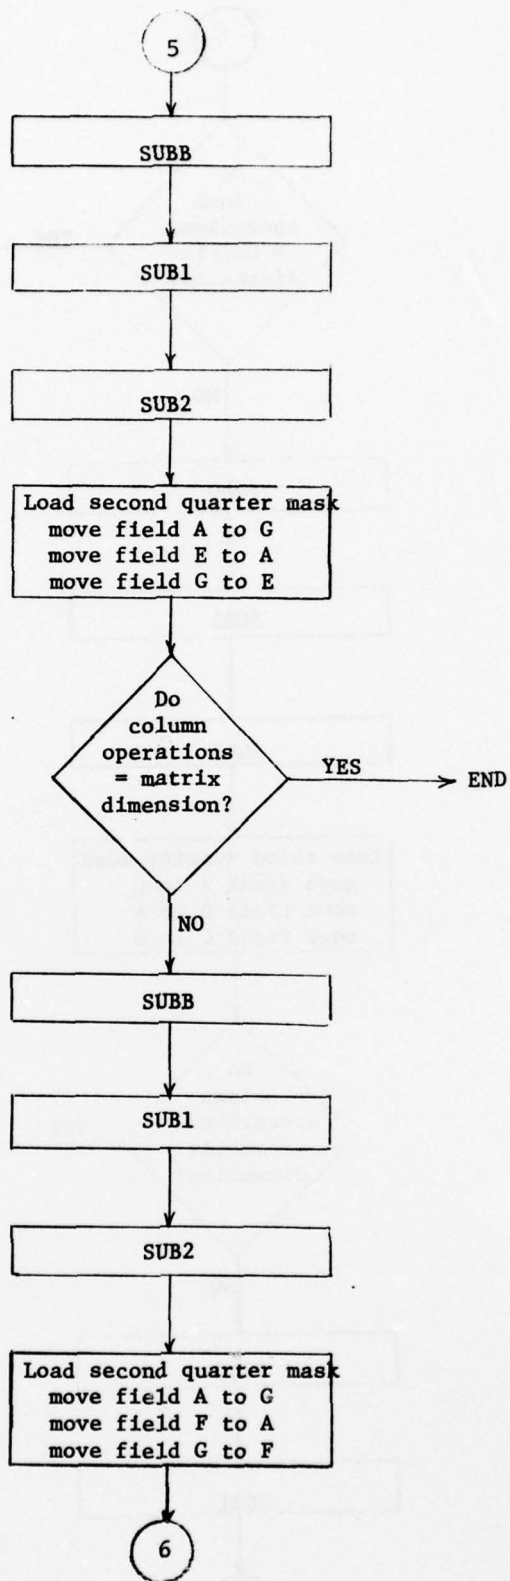 5
SUBB
SUB1
SUB2
Load second quarter mask
move field A to G
move field E to A
move field G to E
Do
column
operations
= matrix
dimension?
YES
END
NO
SUBB
SUB1
SUB2
Load second quarter mask
move field A to G
move field F to A
move field G to F
6